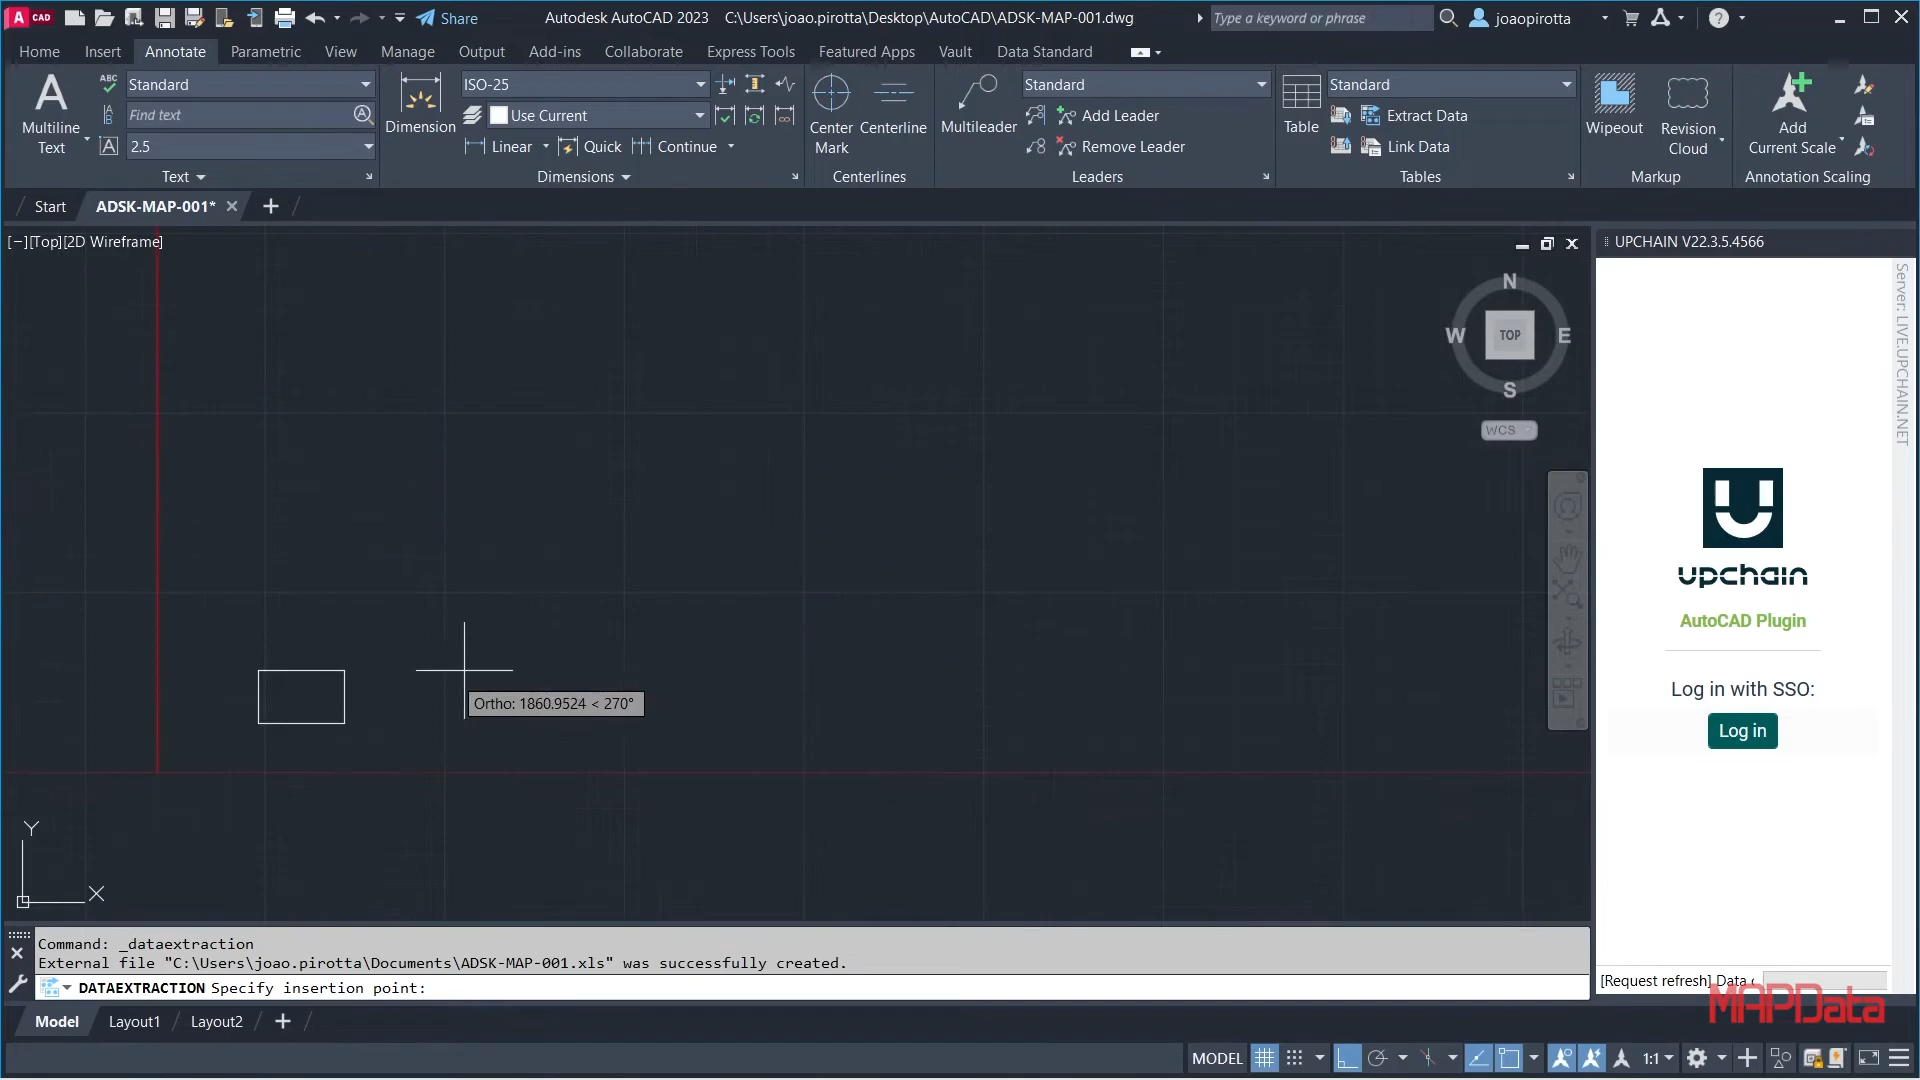 CAD
Share
Autodesk AutoCAD 2023 C:\Users\joao.pirotta\Desktop\AutoCAD\ADSK-MAP-001.dwg
Type a keyword or phrase
joaopirotta
Home Insert Annotate Parametric View Manage Output Add-ins Collaborate Express Tools Featured Apps Vault Data Standard
Multiline
Text
ABC
Standard
Find text
2.5
Text
Dimension
ISO-25
Use Current
Linear Quick Continue
Dimensions
Center
Mark
Centerline
Centerlines
Multileader
Standard
Add Leader
Remove Leader
Leaders
Table
Standard
Extract Data
Link Data
Tables
Wipeout
Revision
Cloud
Markup
Add
Current Scale
Annotation Scaling
Start
ADSK-MAP-001*
[−][Top][2D Wireframe]
N
W
TOP
E
S
WCS
Ortho: 1860.9524 < 270°
Y
X
UPCHAIN V22.3.5.4566
Server: LIVE.UPCHAIN.NET
upchain
AutoCAD Plugin
Log in with SSO:
Log in
[Request refresh] Data
MAPData
Command: _dataextraction
External file "C:\Users\joao.pirotta\Documents\ADSK-MAP-001.xls" was successfully created.
DATAEXTRACTION Specify insertion point:
Model Layout1 Layout2
MODEL
1:1